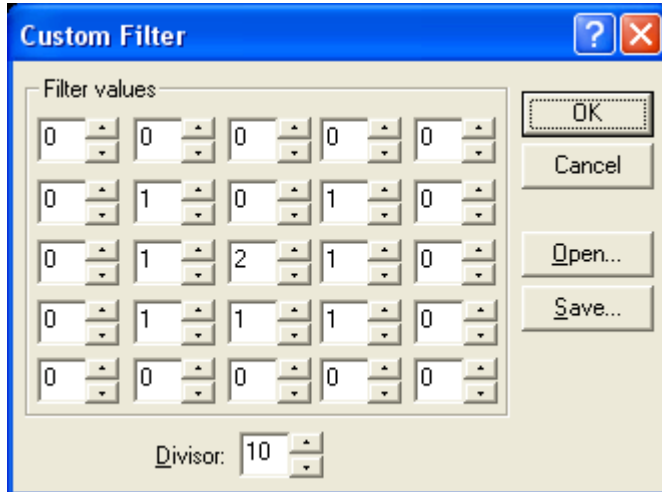 Custom Filter
Filter values
0 0 0 0 0
0 1 0 1 0
0 1 2 1 0
0 1 1 1 0
0 0 0 0 0
Divisor: 10
OK
Cancel
Open...
Save...